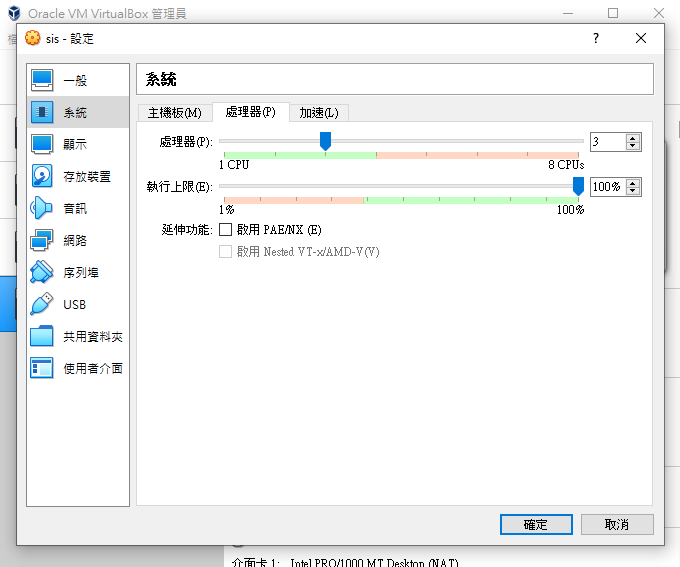 Oracle VM VirtualBox 管理員
sis - 設定
?
一般
系統
顯示
存放裝置
音訊
網路
序列埠
USB
共用資料夾
使用者介面
系統
主機板(M) 處理器(P) 加速(L)
處理器(P): 3
1 CPU 8 CPUs
執行上限(E): 100%
1% 100%
延伸功能: 啟用 PAE/NX (E)
啟用 Nested VT-x/AMD-V(V)
確定 取消
介面卡 1: Intel PRO/1000 MT Desktop (NAT)